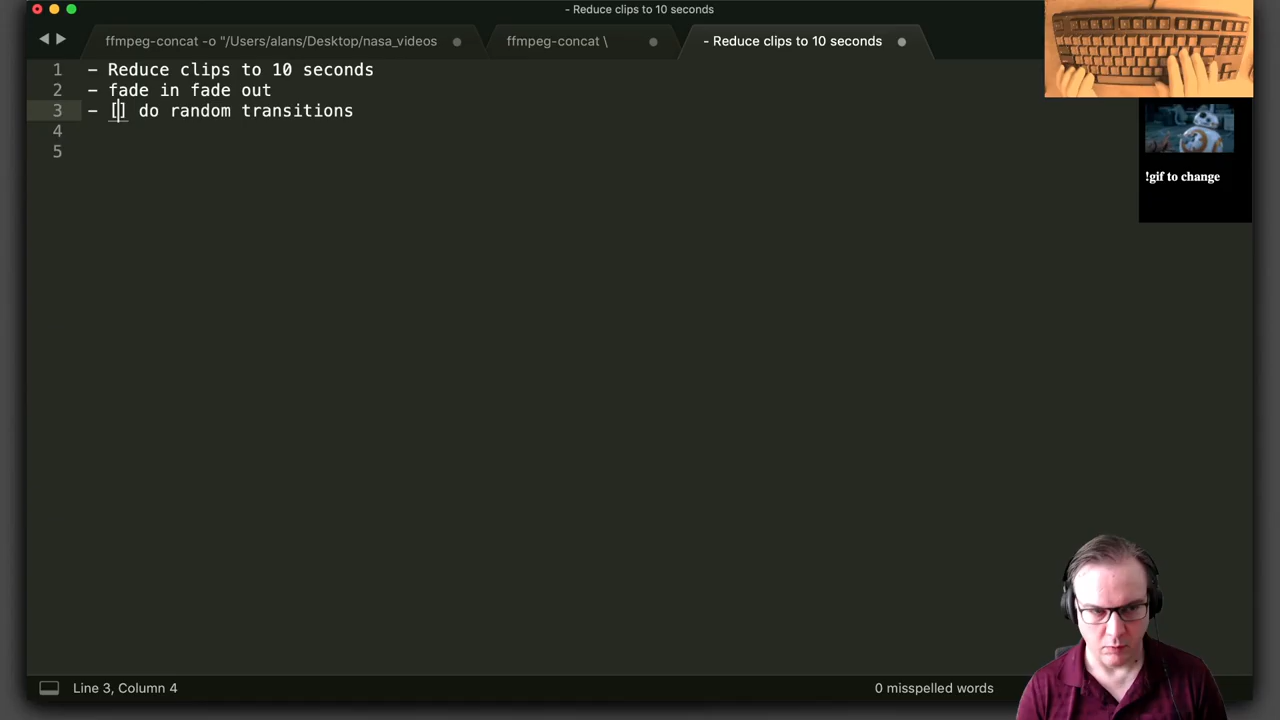 - Reduce clips to 10 seconds
ffmpeg-concat -o "/Users/alans/Desktop/nasa_videos
ffmpeg-concat \
- Reduce clips to 10 seconds
1 - Reduce clips to 10 seconds
2 - fade in fade out
3 - [] do random transitions
4
5
!gif to change
Line 3, Column 4
0 misspelled words